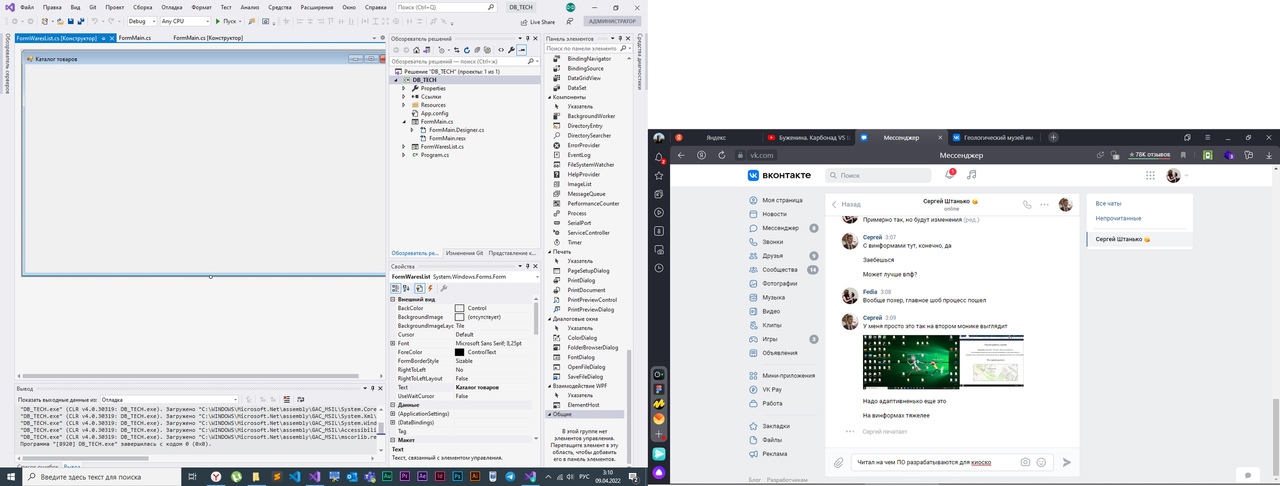 Файл Правка Вид Git Проект Сборка Отладка Формат Тест Анализ Средства Расширения Окно Справка Поиск (Ctrl+Q) DB_TECH
Debug Any CPU Пуск Live Share АДМИНИСТРАТОР
FormWaresList.cs [Конструктор] FormMain.cs FormMain.cs [Конструктор]
Обозреватель серверов
Каталог товаров
Обозреватель решений
Обозреватель решений — поиск (Ctrl+ж)
Решение "DB_TECH" (проекты: 1 из 1)
DB_TECH
Properties
Ссылки
Resources
App.config
FormMain.cs
FormMain.Designer.cs
FormMain.resx
FormWaresList.cs
Program.cs
Обозреватель ре... Изменения Git Представление к...
Свойства
FormWaresList System.Windows.Forms.Form
Внешний вид
BackColor Control
BackgroundImage (отсутствует)
BackgroundImageLayc Tile
Cursor Default
Font Microsoft Sans Serif; 8,25pt
ForeColor ControlText
FormBorderStyle Sizable
RightToLeft No
RightToLeftLayout False
Text Каталог товаров
UseWaitCursor False
Данные
(ApplicationSettings)
(DataBindings)
Tag
Макет
Text
Текст, связанный с элементом управления.
Панель элементов
Поиск по панели элементо
BindingNavigator
BindingSource
DataGridView
DataSet
Компоненты
Указатель
BackgroundWorker
DirectoryEntry
DirectorySearcher
ErrorProvider
EventLog
FileSystemWatcher
HelpProvider
ImageList
MessageQueue
PerformanceCounter
Process
SerialPort
ServiceController
Timer
Печать
Указатель
PageSetupDialog
PrintDialog
PrintDocument
PrintPreviewControl
PrintPreviewDialog
Диалоговые окна
Указатель
ColorDialog
FolderBrowserDialog
FontDialog
OpenFileDialog
SaveFileDialog
Взаимодействие WPF
Указатель
ElementHost
Общие
В этой группе нет
элементов управления.
Перетащите элемент в
эту область, чтобы
добавить его в панель
элементов.
Средства диагностики
Вывод
Показать выходные данные из: Отладка
"DB_TECH.exe" (CLR v4.0.30319: DB_TECH.exe). Загружено "C:\WINDOWS\Microsoft.Net\assembly\GAC_MSIL\System.Core
"DB_TECH.exe" (CLR v4.0.30319: DB_TECH.exe). Загружено "C:\WINDOWS\Microsoft.Net\assembly\GAC_MSIL\System.Xml\
"DB_TECH.exe" (CLR v4.0.30319: DB_TECH.exe). Загружено "C:\WINDOWS\Microsoft.Net\assembly\GAC_MSIL\System.Wind
"DB_TECH.exe" (CLR v4.0.30319: DB_TECH.exe). Загружено "C:\WINDOWS\Microsoft.Net\assembly\GAC_MSIL\Accessibili
"DB_TECH.exe" (CLR v4.0.30319: DB_TECH.exe). Загружено "C:\WINDOWS\Microsoft.Net\assembly\GAC_MSIL\mscorlib.re
Программа "[8920] DB_TECH.exe" завершилась с кодом 0 (0x0).
Список ошибок Вывод
Введите здесь текст для поиска
РУС
3:10
09.04.2022
Яндекс Буженина. Карбонад VS Мессенджер Геологический музей им
vk.com Мессенджер 78K отзывов
вконтакте Поиск
Моя страница
Новости
Мессенджер 8
Звонки
Друзья
Сообщества 14
Фотографии
Музыка
Видео
Клипы
Игры 3
Объявления
Мини-приложения
VK Pay
Работа
Закладки
Файлы
Реклама
Блог Разработчикам
Назад Сергей Штанько
online
Примерно так, но будут изменения (ред.)
Сергей 3:07
С винформами тут, конечно, да
Заебешься
Может лучше впф?
Fedia 3:08
Вообще похер, главное шоб процесс пошел
Сергей 3:09
У меня просто это так на втором монике выглядит
Надо адаптивненько еще это
На винформах тяжелее
Сергей печатает
Читал на чем ПО разрабатываются для киоско
Все чаты
Непрочитанные
Сергей Штанько